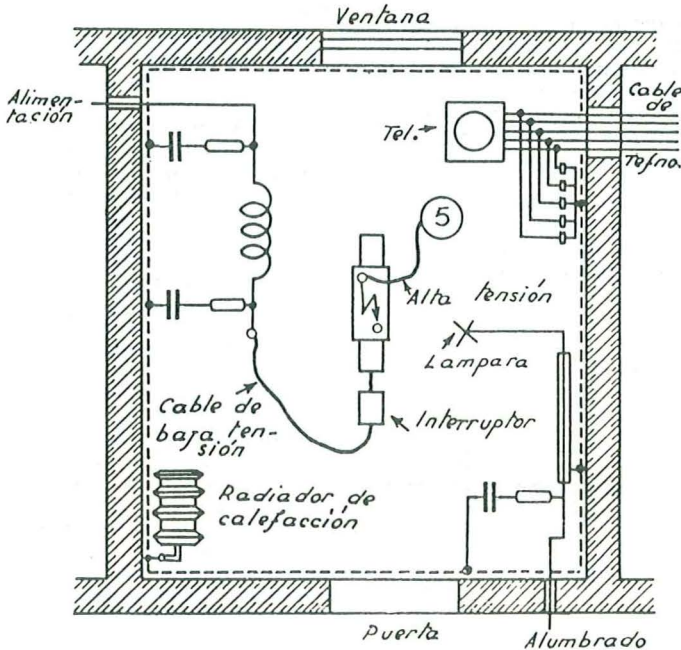 Ventana
Alimen-
tación
Cable
de
Tel.
Tefno.
5
Alta tensión
Lampara
Cable de
baja ten-
sión
Interruptor
Radiador de
calefacción
Puerta
Alumbrado